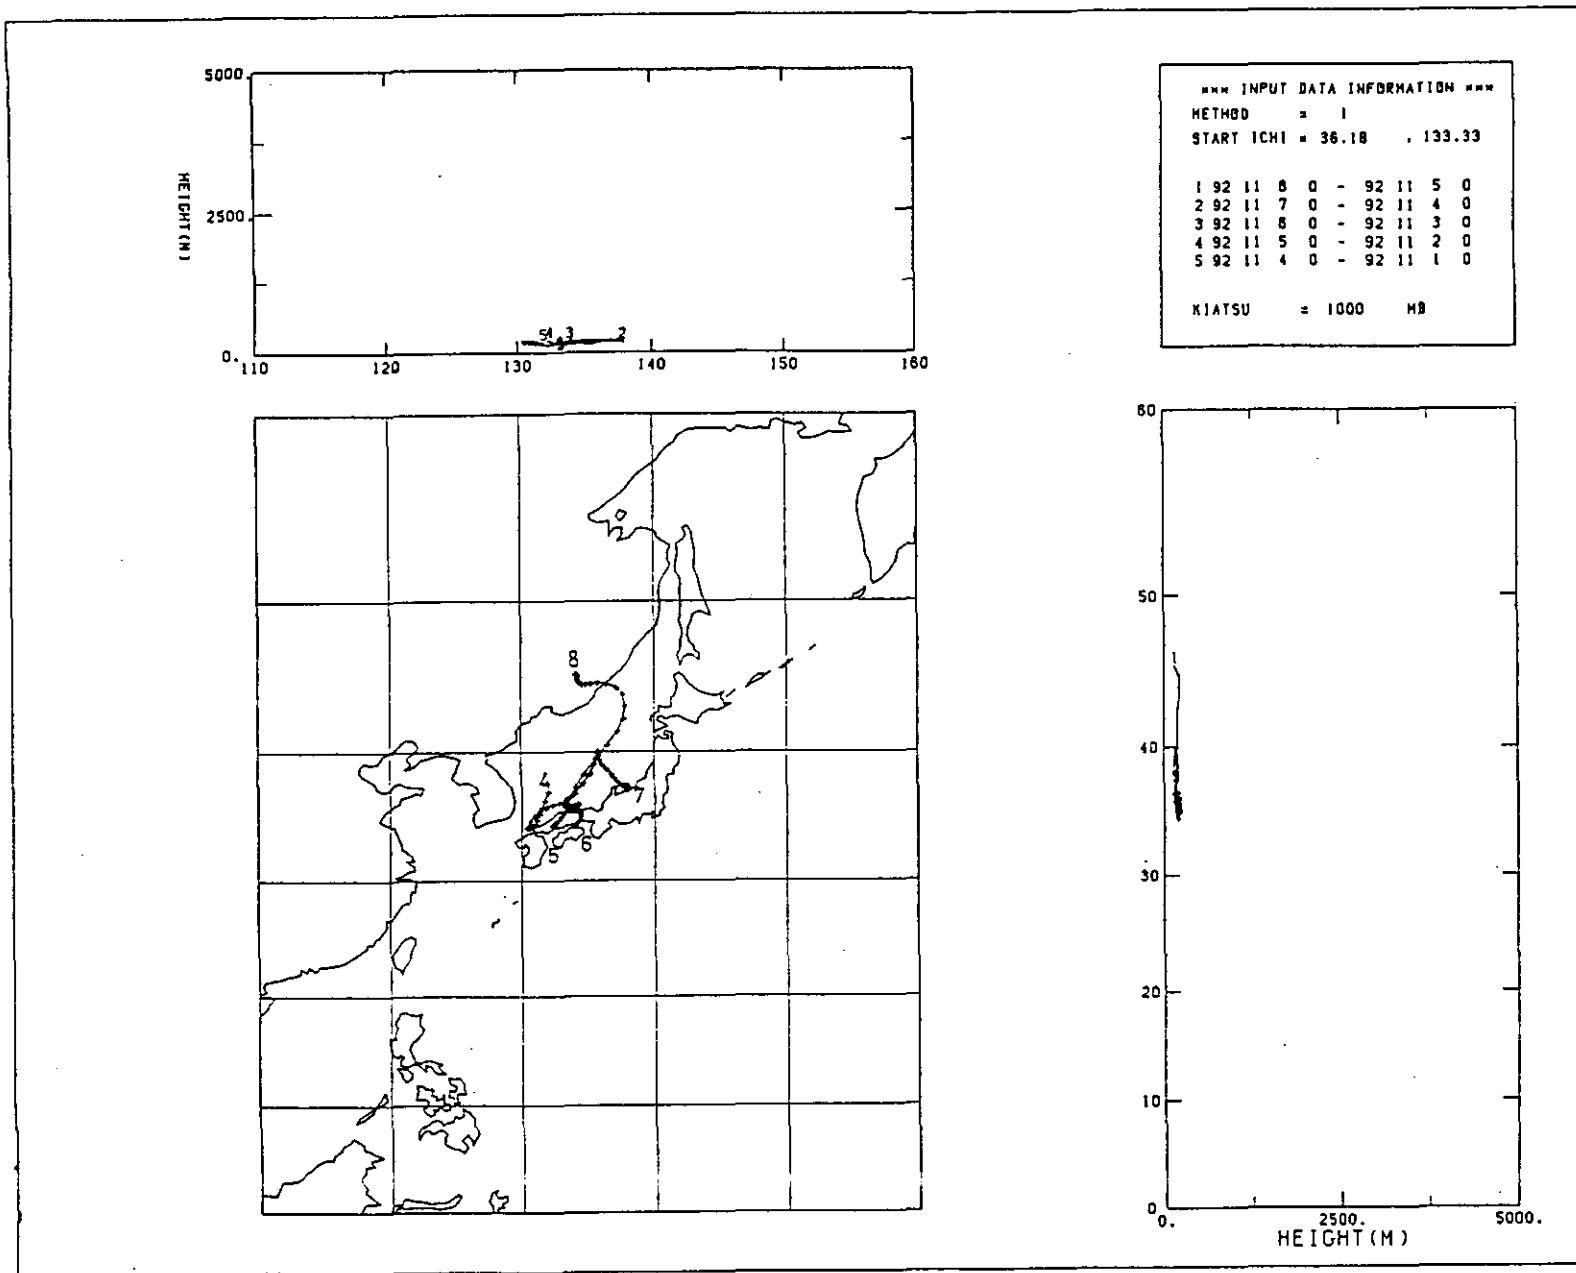 5000.
2500.
0.
HEIGHT(M)
54 3 2
110 120 130 140 150 160
*** INPUT DATA INFORMATION ***
METHOD = 1
START ICHI = 36.18 , 133.33
1 92 11 8 0 - 92 11 5 0
2 92 11 7 0 - 92 11 4 0
3 92 11 6 0 - 92 11 3 0
4 92 11 5 0 - 92 11 2 0
5 92 11 4 0 - 92 11 1 0
KIATSU = 1000 MB
8
4
7
5
6
60
50
1
40
30
20
10
0
0. 2500. 5000.
HEIGHT(M)